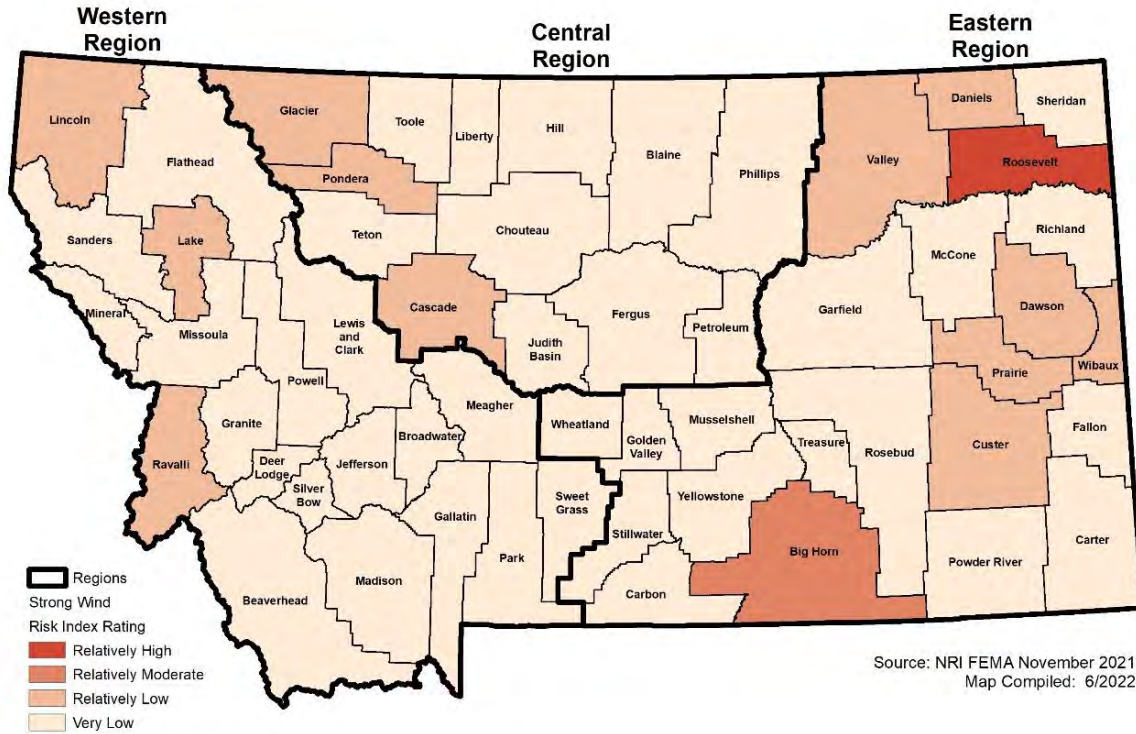 Western
Region
Central
Region
Eastern
Region
Lincoln
Flathead
Glacier
Toole
Liberty
Hill
Blaine
Phillips
Valley
Daniels
Sheridan
Roosevelt
Pondera
Teton
Chouteau
Sanders
Lake
McCone
Richland
Cascade
Fergus
Petroleum
Garfield
Dawson
Mineral
Missoula
Lewis
and
Clark
Judith
Basin
Prairie
Wibaux
Powell
Meagher
Ravalli
Granite
Broadwater
Wheatland
Golden
Valley
Musselshell
Treasure
Rosebud
Custer
Fallon
Deer
Lodge
Jefferson
Silver
Bow
Gallatin
Park
Sweet
Grass
Stillwater
Yellowstone
Big Horn
Powder River
Carter
Carbon
Beaverhead
Madison
Regions
Strong Wind
Risk Index Rating
Relatively High
Relatively Moderate
Relatively Low
Very Low
Source: NRI FEMA November 2021
Map Compiled: 6/2022